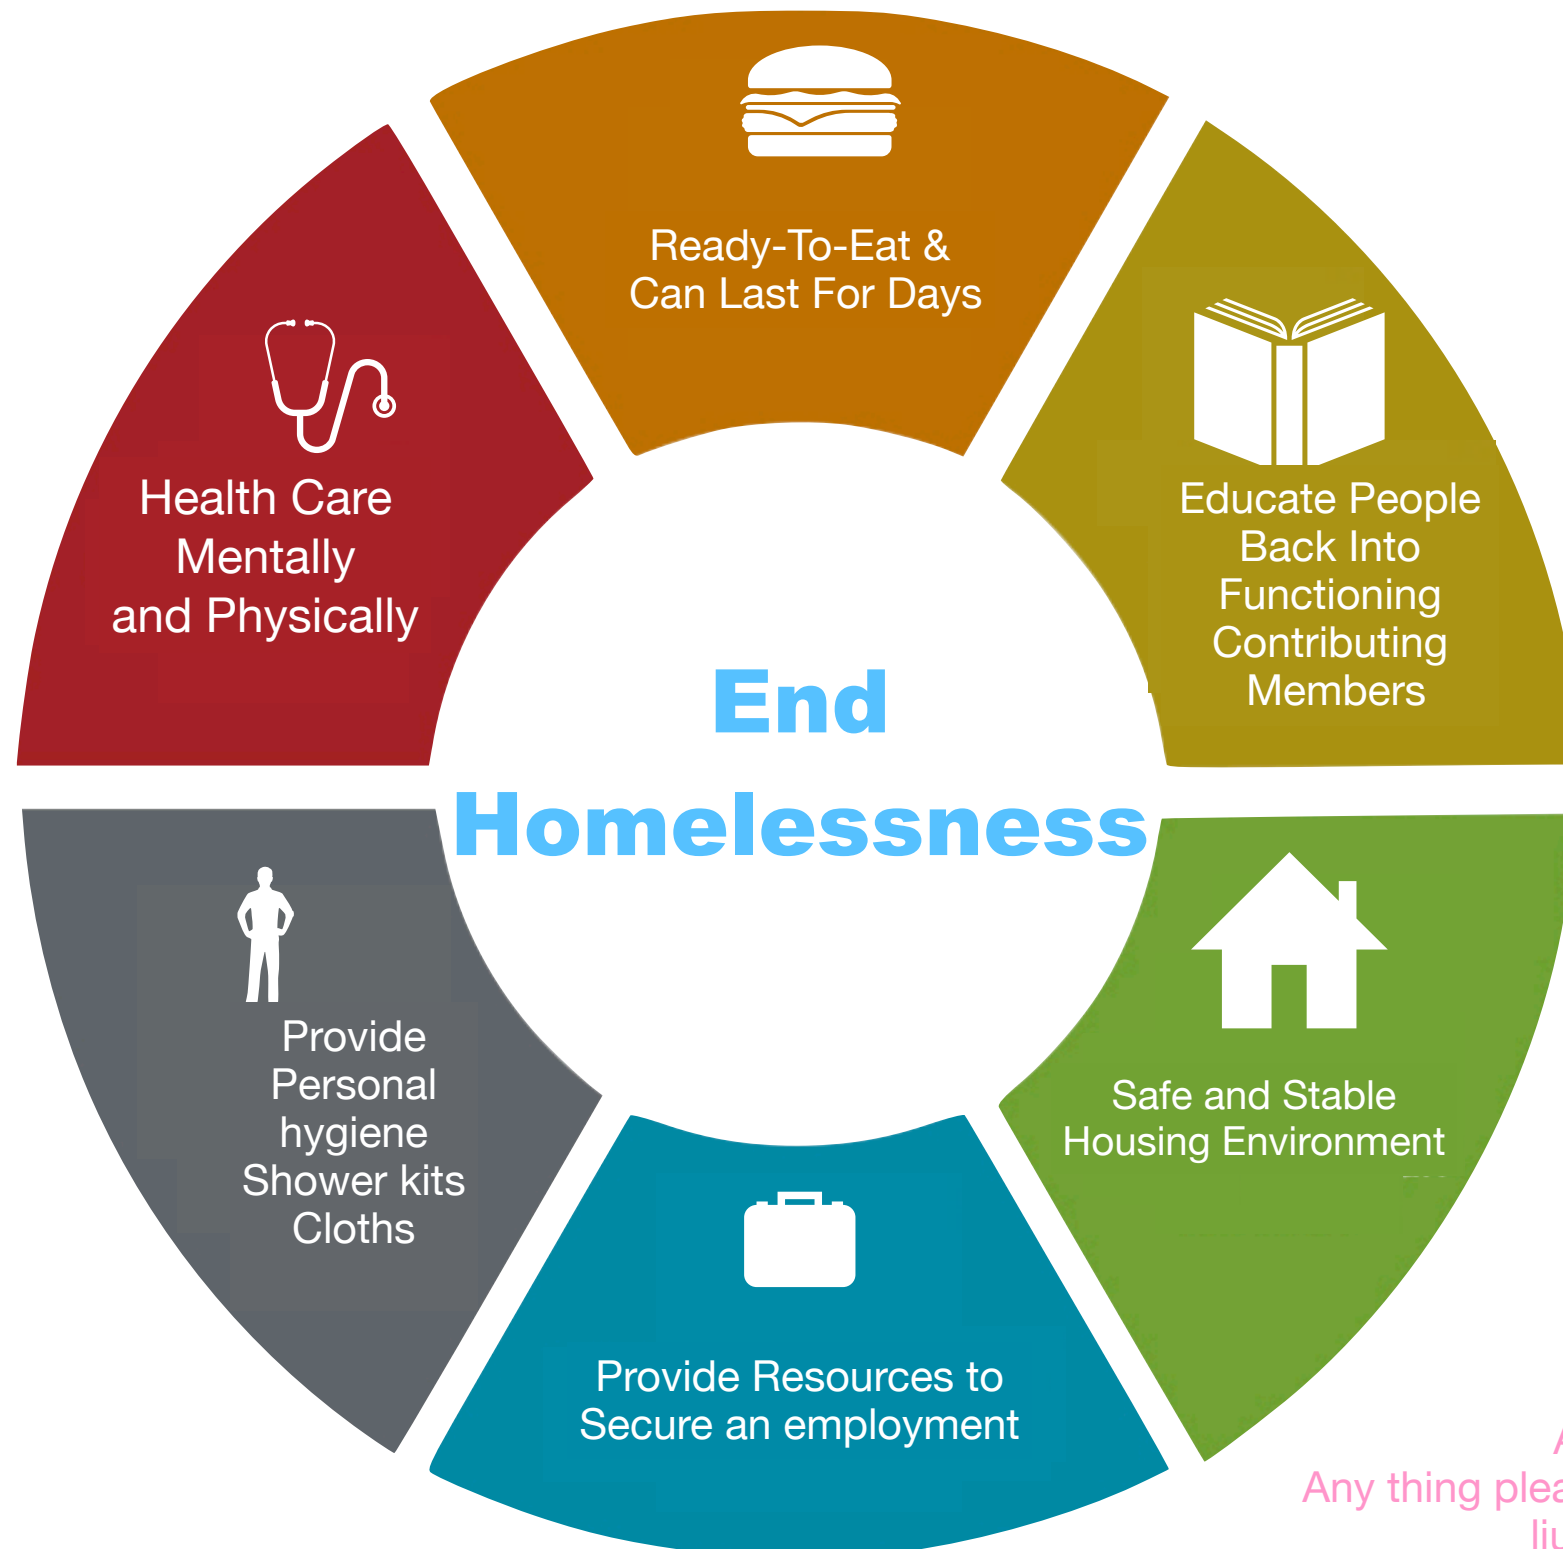 Ready-To-Eat &
Can Last For Days
Educate People
Back Into
Functioning
Contributing
Members
Safe and Stable
Housing Environment
Provide Resources to
Secure an employment
Provide
Personal
hygiene
Shower kits
Cloths
Health Care
Mentally
and Physically
End
Homelessness
Any thing